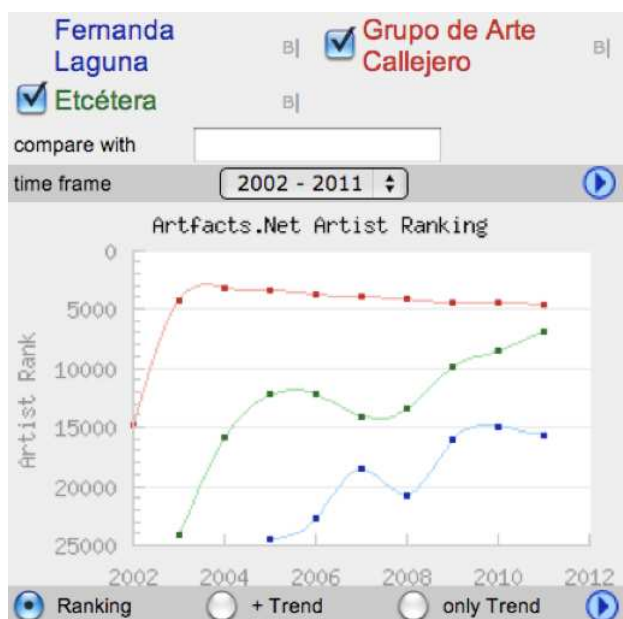 Fernanda Laguna B|
Grupo de Arte Callejero B|
Etcétera B|
compare with
time frame 2002 - 2011
Artfacts.Net Artist Ranking
Artist Rank
0
5000
10000
15000
20000
25000
2002 2004 2006 2008 2010 2012
Ranking + Trend only Trend